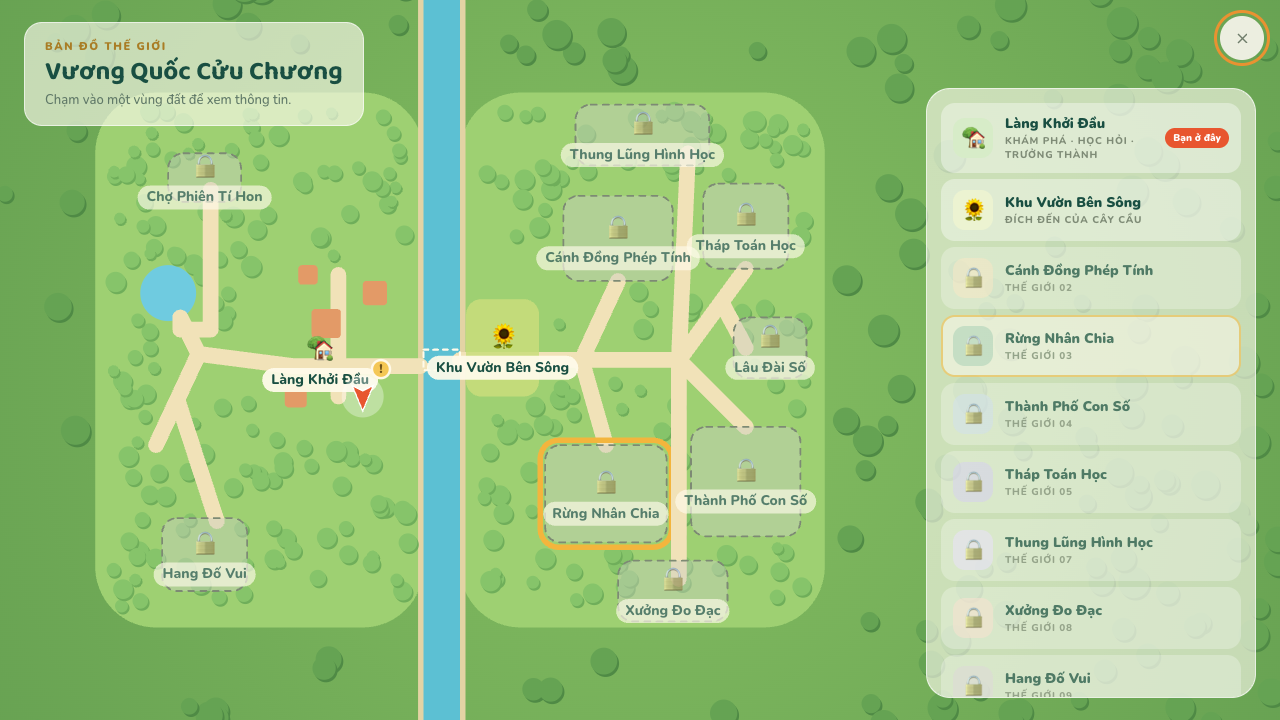 BẢN ĐỒ THẾ GIỚI
Vương Quốc Cửu Chương
Chạm vào một vùng đất để xem thông tin.
Thung Lũng Hình Học
Chợ Phiên Tí Hon
Tháp Toán Học
Cánh Đồng Phép Tính
Khu Vườn Bên Sông
Lâu Đài Số
Làng Khởi Đầu
!
Thành Phố Con Số
Rừng Nhân Chia
Hang Đố Vui
Xưởng Đo Đạc
×
Làng Khởi Đầu
KHÁM PHÁ · HỌC HỎI ·
TRƯỞNG THÀNH
Bạn ở đây
Khu Vườn Bên Sông
ĐÍCH ĐẾN CỦA CÂY CẦU
Cánh Đồng Phép Tính
THẾ GIỚI 02
Rừng Nhân Chia
THẾ GIỚI 03
Thành Phố Con Số
THẾ GIỚI 04
Tháp Toán Học
THẾ GIỚI 05
Thung Lũng Hình Học
THẾ GIỚI 07
Xưởng Đo Đạc
THẾ GIỚI 08
Hang Đố Vui
THẾ GIỚI 09